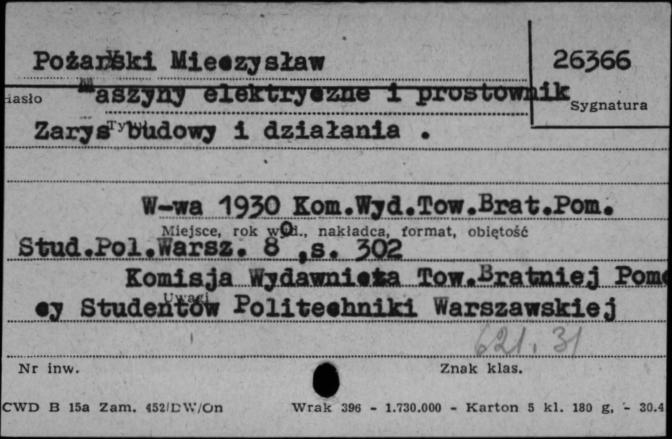 Pożarski Mieczysław 26366
Maszyny elektryczne i prostownik
Hasło Sygnatura
Zarys budowy i działania .
Tytuł
W-wa 1930 Kom.Wyd.Tow.Brat.Pom.
Miejsce, rok wyd., nakładca, format, objętość
Stud.Pol.Warsz. 8° ,s. 302
Komisja Wydawnicza Tow.Bratniej Pomo
cy Studentów Politechniki Warszawskiej
Uwagi
621.31
Nr inw. Znak klas.
CWD B 15a Zam. 452/DW/On Wrak 396 - 1.730.000 - Karton 5 kl. 180 g, - 30.4